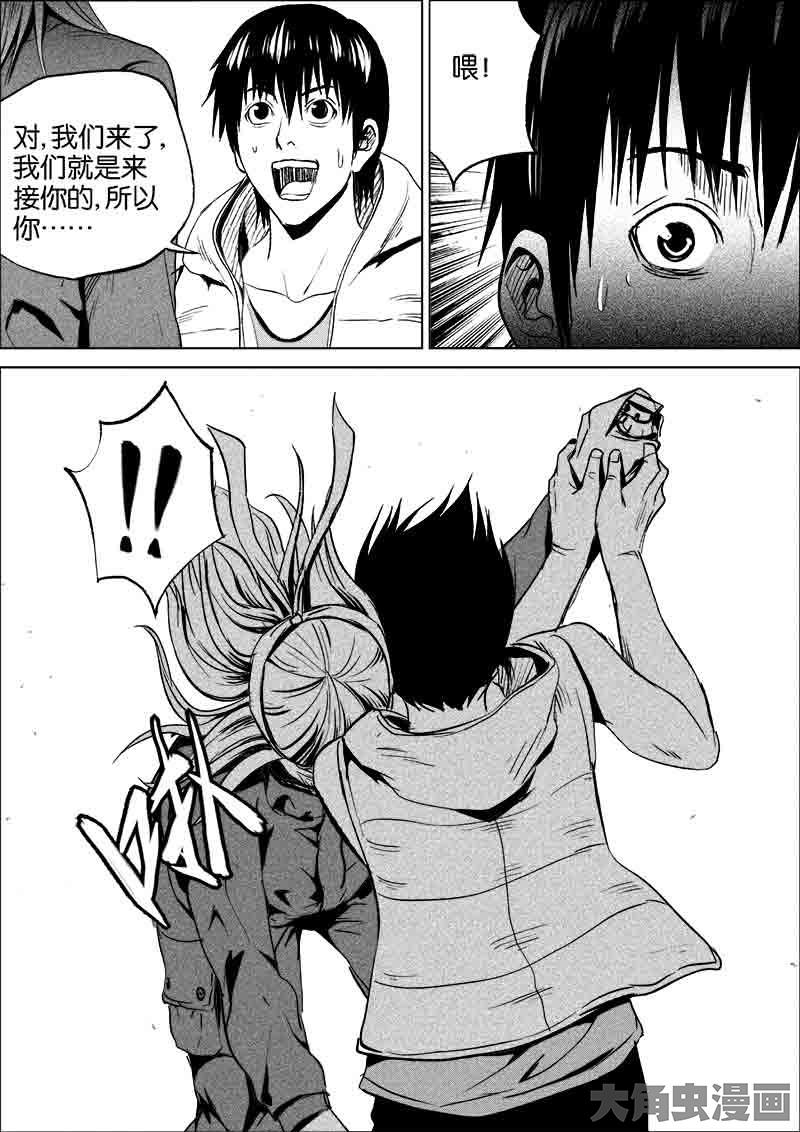 对，我们来了，
我们就是来
接你的，所以
你……
喂！
！！
大角虫漫画